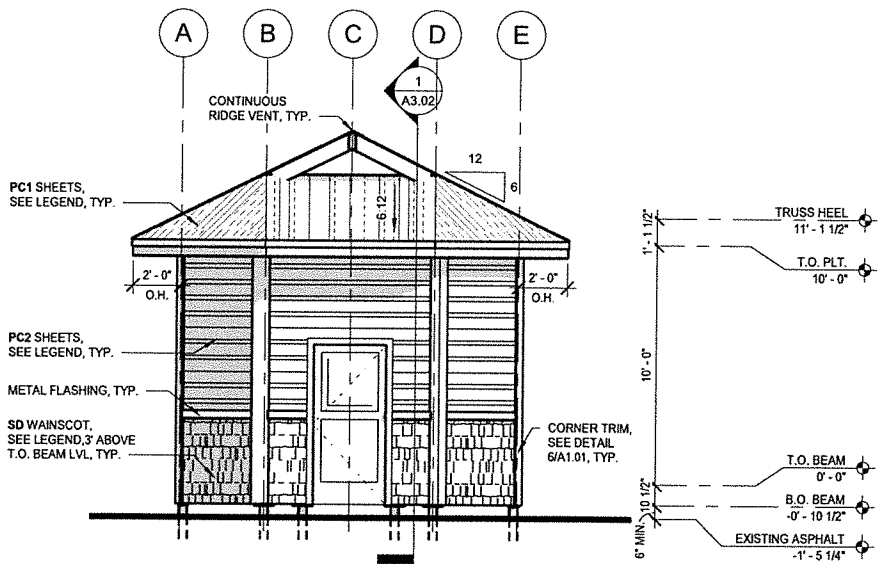 A
B
C
D
E
1
A3.02
CONTINUOUS
RIDGE VENT, TYP.
12
6
PC1 SHEETS,
SEE LEGEND, TYP.
6:12
TRUSS HEEL
11' - 1 1/2"
1' - 1 1/2"
T.O. PLT.
10' - 0"
2' - 0"
O.H.
2' - 0"
O.H.
PC2 SHEETS,
SEE LEGEND, TYP.
10' - 0"
METAL FLASHING, TYP.
SD WAINSCOT,
SEE LEGEND,3' ABOVE
T.O. BEAM LVL, TYP.
CORNER TRIM,
SEE DETAIL
6/A1.01, TYP.
T.O. BEAM
0' - 0"
10 1/2"
B.O. BEAM
-0' - 10 1/2"
6" MIN.
EXISTING ASPHALT
-1' - 5 1/4"